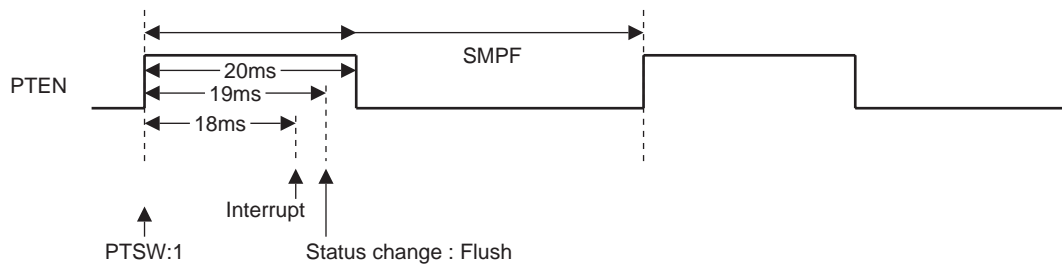 SMPF
PTEN
20ms
19ms
18ms
Interrupt
PTSW:1
Status change : Flush